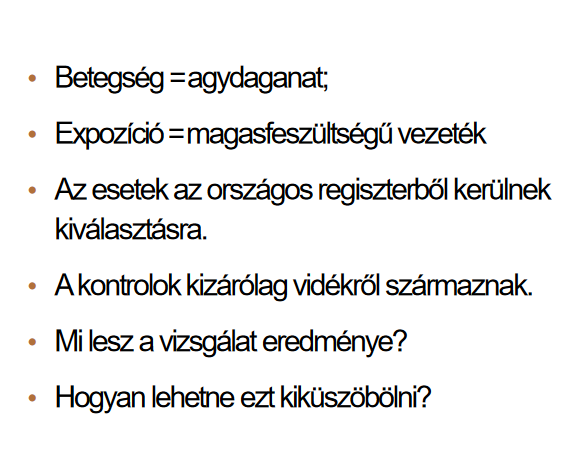 • Betegség = agydaganat;
• Expozíció = magasfeszültségű vezeték
• Az esetek az országos regiszterből kerülnek
kiválasztásra.
• A kontrolok kizárólag vidékről származnak.
• Mi lesz a vizsgálat eredménye?
• Hogyan lehetne ezt kiküszöbölni?